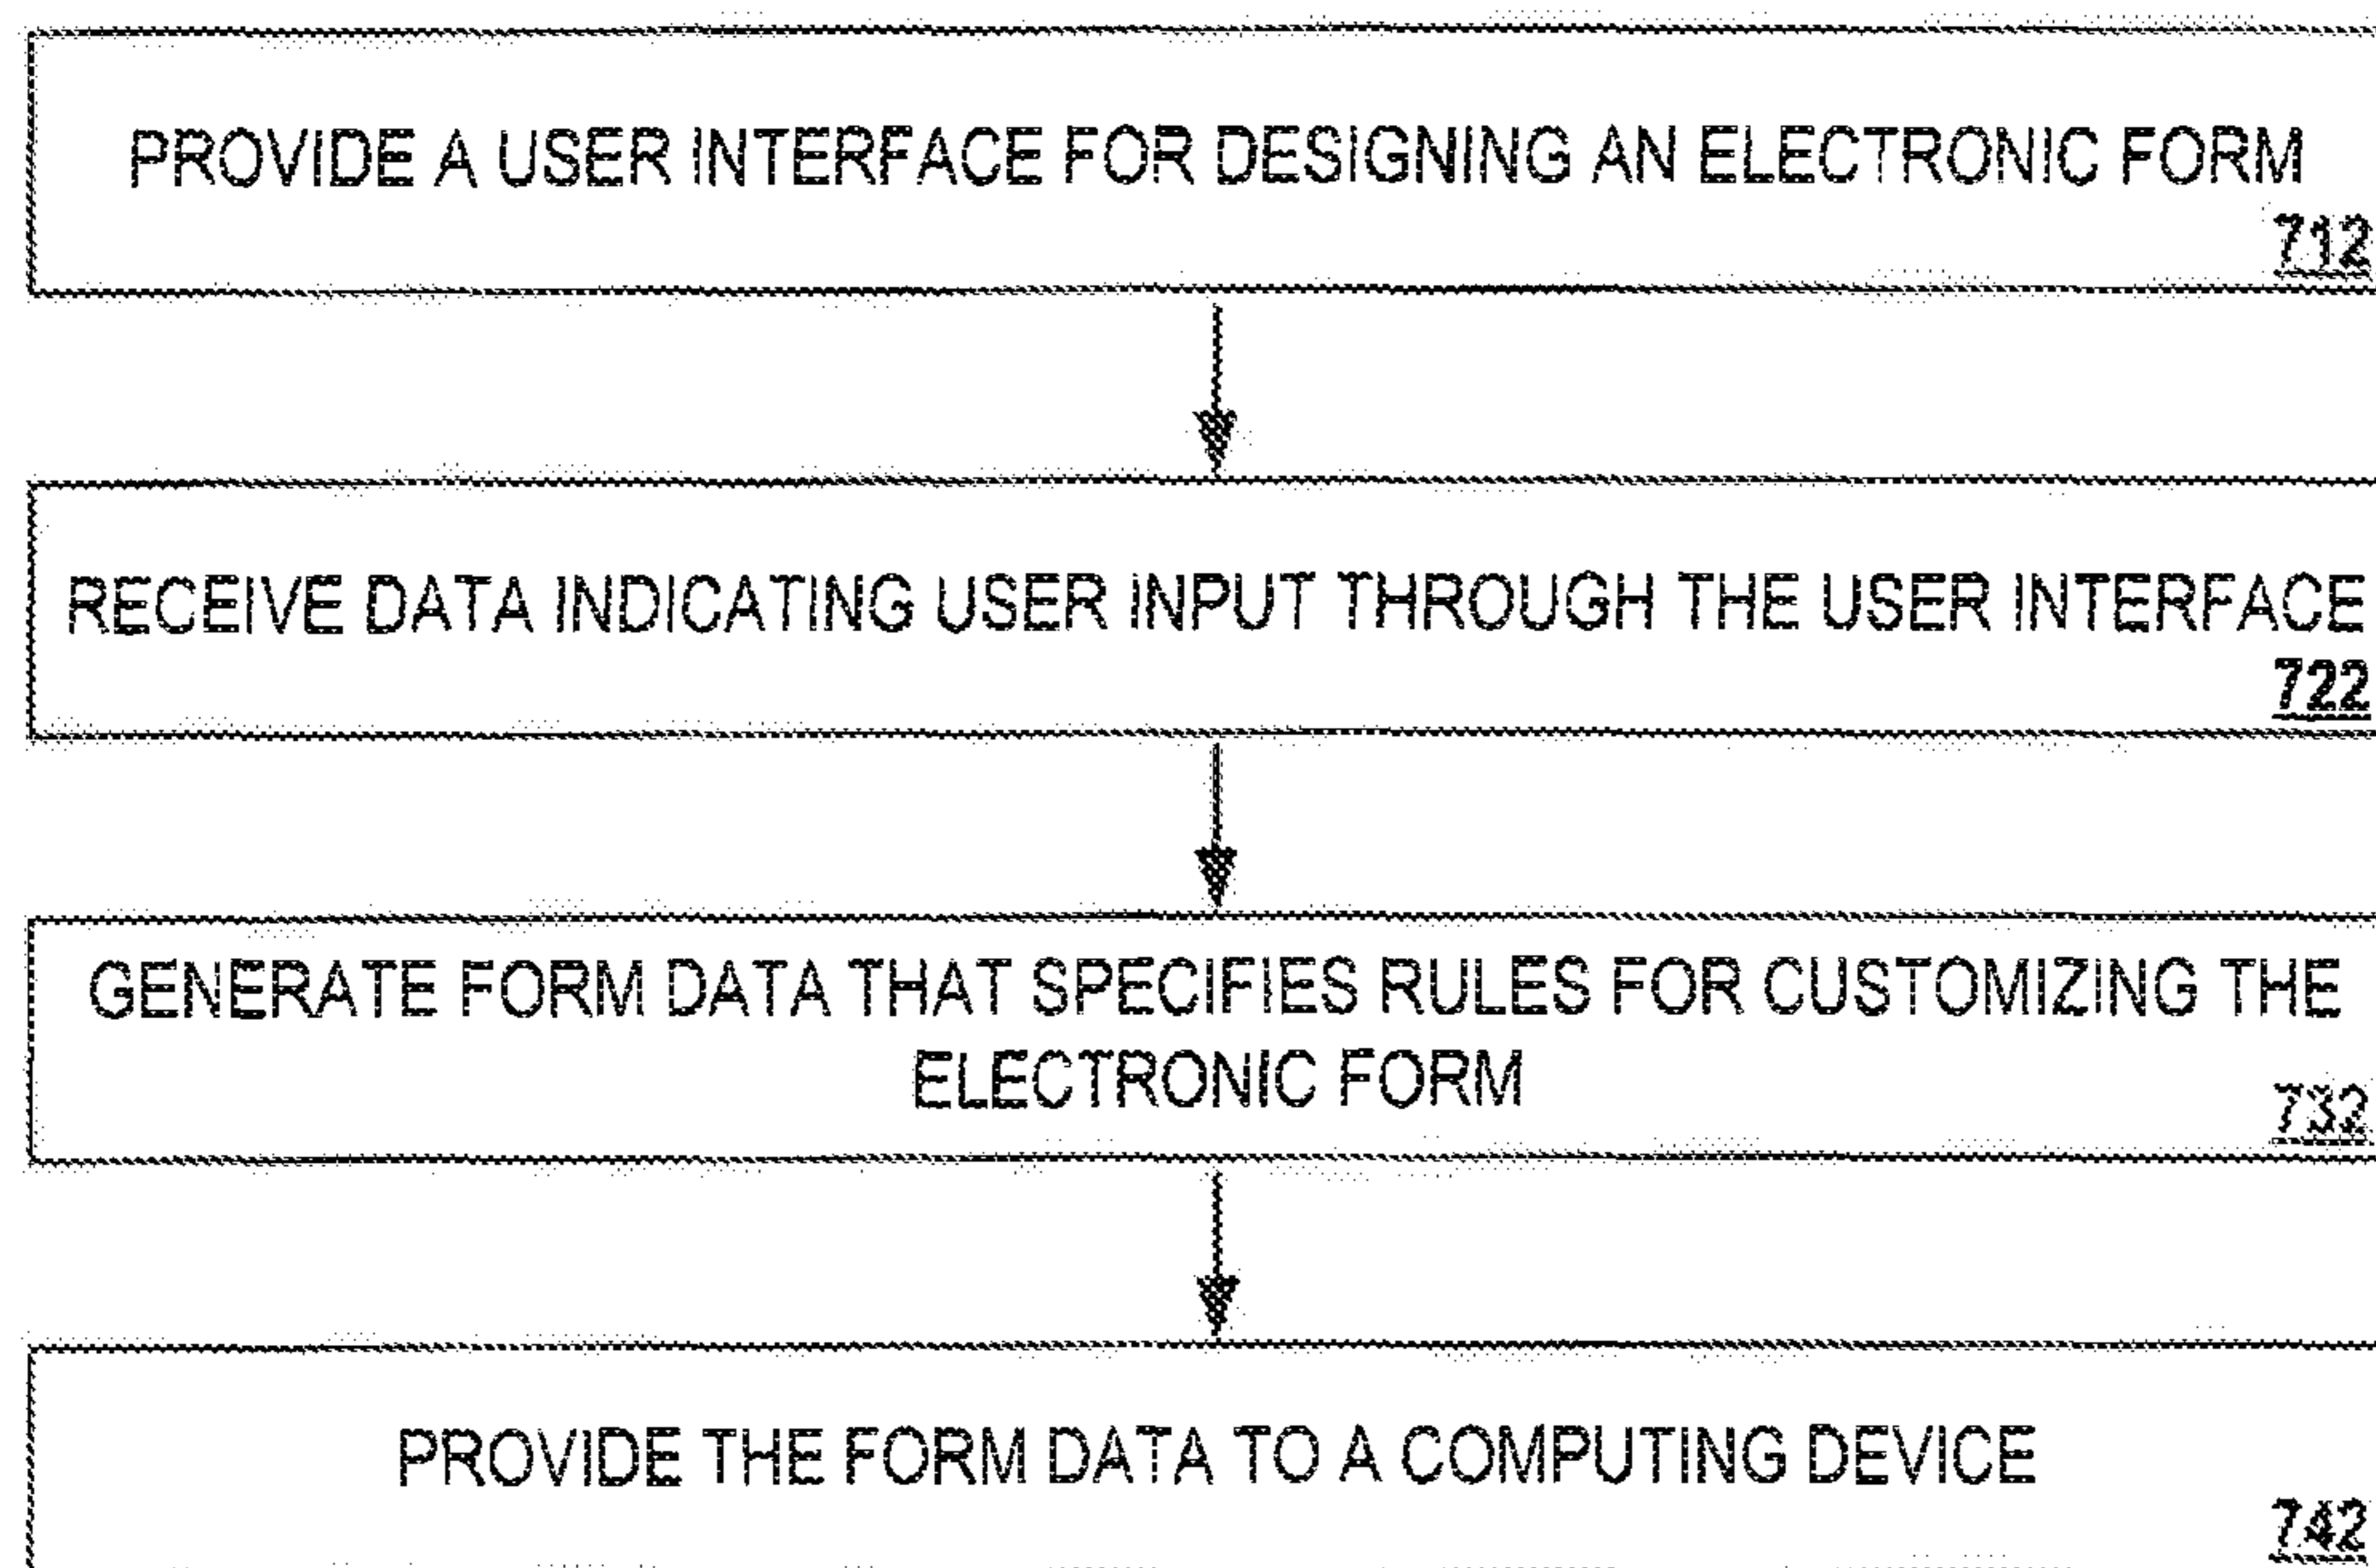 PROVIDE A USER INTERFACE FOR DESIGNING AN ELECTRONIC FORM
712
RECEIVE DATA INDICATING USER INPUT THROUGH THE USER INTERFACE
722
GENERATE FORM DATA THAT SPECIFIES RULES FOR CUSTOMIZING THE
ELECTRONIC FORM
732
PROVIDE THE FORM DATA TO A COMPUTING DEVICE
742